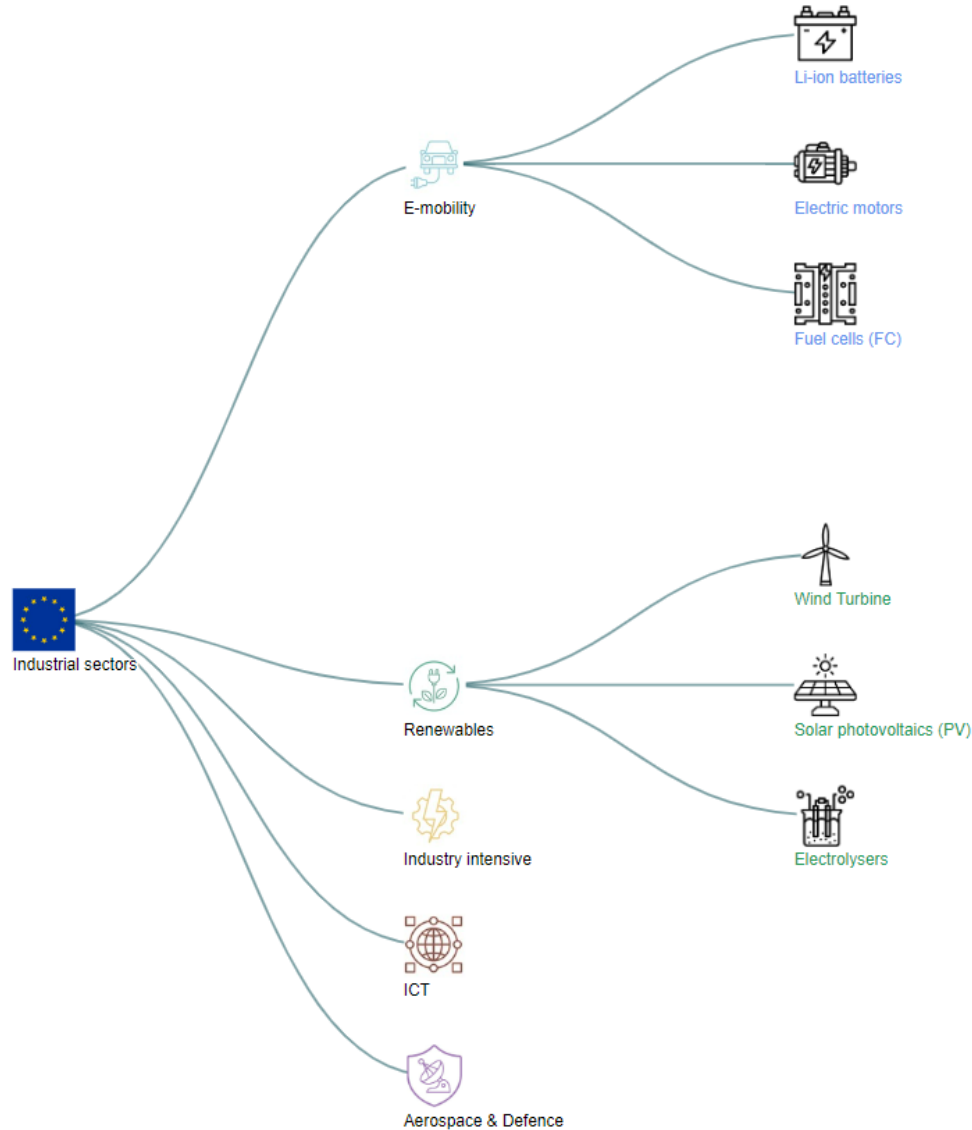 Li-ion batteries
E-mobility
Electric motors
Fuel cells (FC)
Industrial sectors
Wind Turbine
Renewables
Solar photovoltaics (PV)
Industry intensive
Electrolysers
ICT
Aerospace & Defence